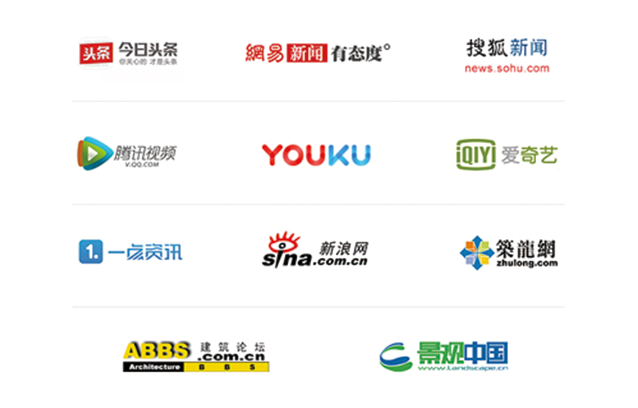 头条 今日头条
你关心的 才是头条
網易 新闻 有态度°
搜狐 新闻
news.sohu.com
腾讯视频
V.QQ.COM
YOUKU
iQIYI 爱奇艺
1. 一点资讯
sina 新浪网
.com.cn
築龍網
zhulong.com
ABBS 建筑论坛
.com.cn
Architecture BBS
景观中国
www.Landscape.cn